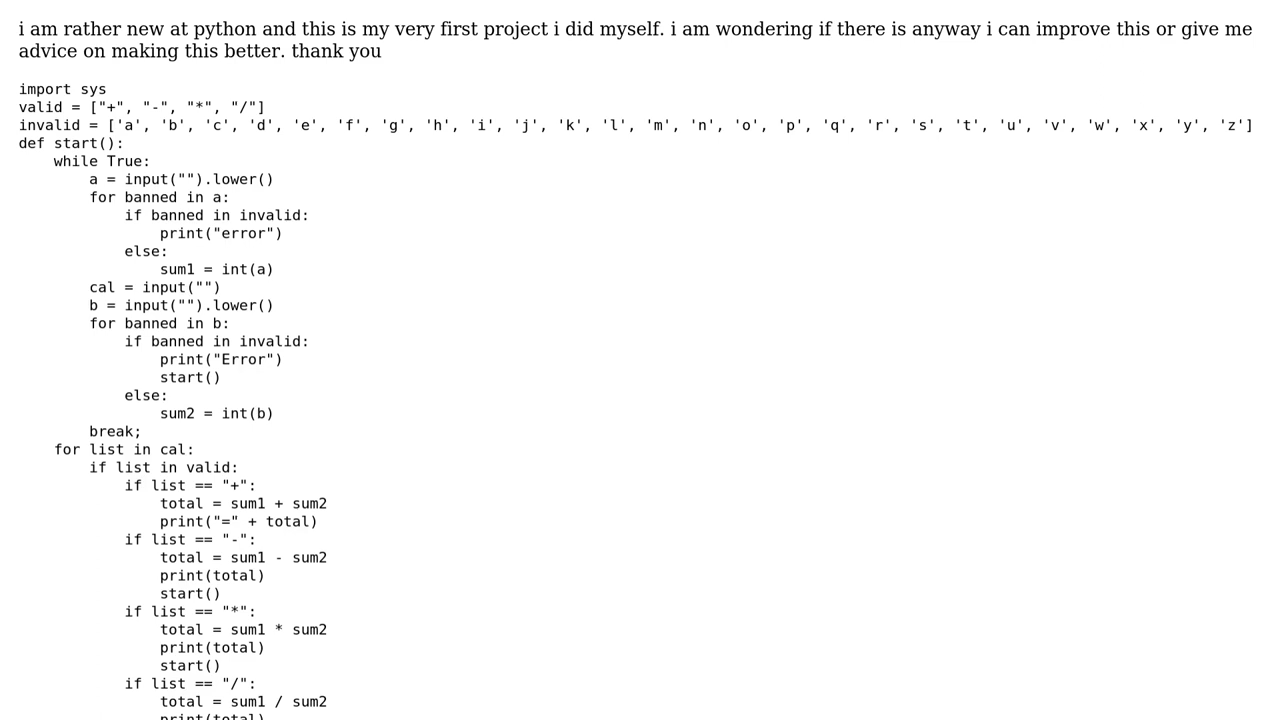 i am rather new at python and this is my very first project i did myself. i am wondering if there is anyway i can improve this or give me
advice on making this better. thank you
import sys
valid = ["+", "-", "*", "/"]
invalid = ['a', 'b', 'c', 'd', 'e', 'f', 'g', 'h', 'i', 'j', 'k', 'l', 'm', 'n', 'o', 'p', 'q', 'r', 's', 't', 'u', 'v', 'w', 'x', 'y', 'z']
def start():
    while True:
        a = input("").lower()
        for banned in a:
            if banned in invalid:
                print("error")
            else:
                sum1 = int(a)
        cal = input("")
        b = input("").lower()
        for banned in b:
            if banned in invalid:
                print("Error")
                start()
            else:
                sum2 = int(b)
        break;
    for list in cal:
        if list in valid:
            if list == "+":
                total = sum1 + sum2
                print("=" + total)
            if list == "-":
                total = sum1 - sum2
                print(total)
                start()
            if list == "*":
                total = sum1 * sum2
                print(total)
                start()
            if list == "/":
                total = sum1 / sum2
                print(total)